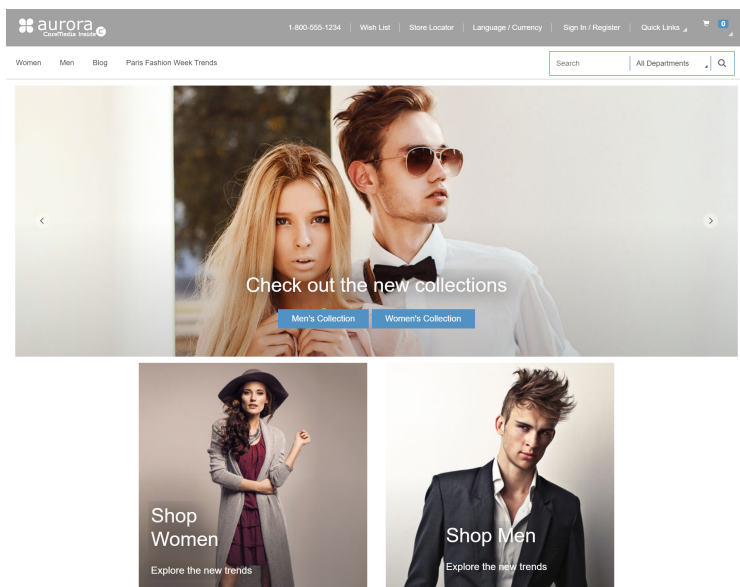 aurora
CoreMedia Inside
C
1-800-555-1234
Wish List
Store Locator
Language / Currency
Sign In / Register
Quick Links
0
Women
Men
Blog
Paris Fashion Week Trends
Search
All Departments
Check out the new collections
Men's Collection
Women's Collection
Shop
Women
Explore the new trends
Shop Men
Explore the new trends